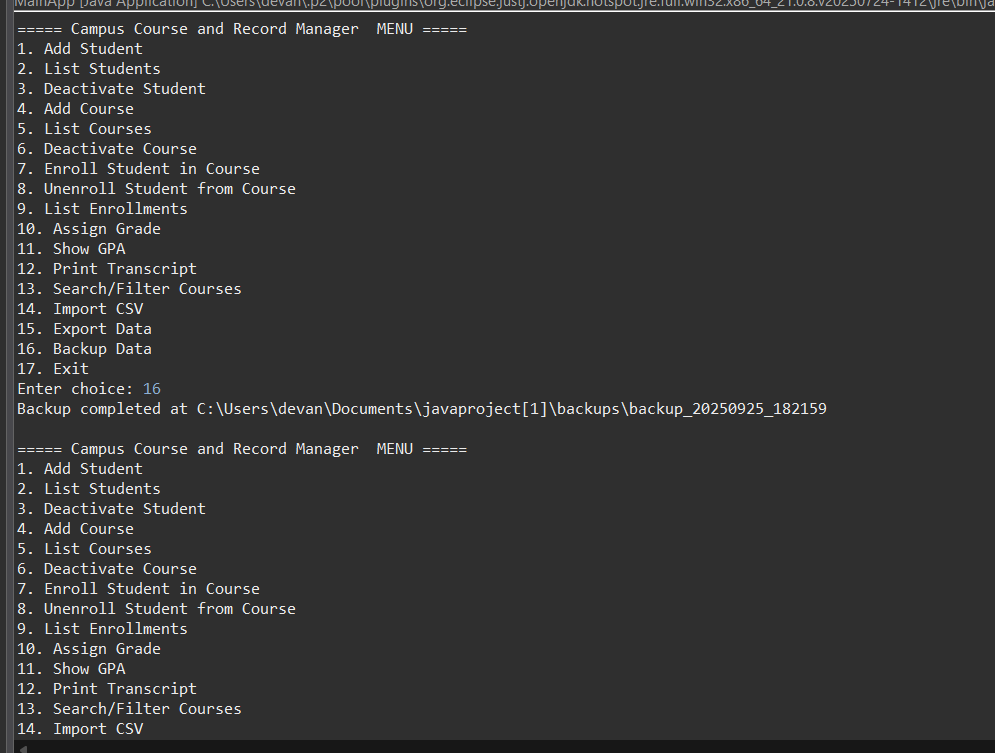 MainApp [Java Application] C:\Users\devan\.p2\pool\plugins\org.eclipse.justj.openjdk.hotspot.jre.full.win32.x86_64_21.0.8.v20250724-1412\jre\bin\ja
===== Campus Course and Record Manager  MENU =====
1. Add Student
2. List Students
3. Deactivate Student
4. Add Course
5. List Courses
6. Deactivate Course
7. Enroll Student in Course
8. Unenroll Student from Course
9. List Enrollments
10. Assign Grade
11. Show GPA
12. Print Transcript
13. Search/Filter Courses
14. Import CSV
15. Export Data
16. Backup Data
17. Exit
Enter choice: 16
Backup completed at C:\Users\devan\Documents\javaproject[1]\backups\backup_20250925_182159
===== Campus Course and Record Manager  MENU =====
1. Add Student
2. List Students
3. Deactivate Student
4. Add Course
5. List Courses
6. Deactivate Course
7. Enroll Student in Course
8. Unenroll Student from Course
9. List Enrollments
10. Assign Grade
11. Show GPA
12. Print Transcript
13. Search/Filter Courses
14. Import CSV